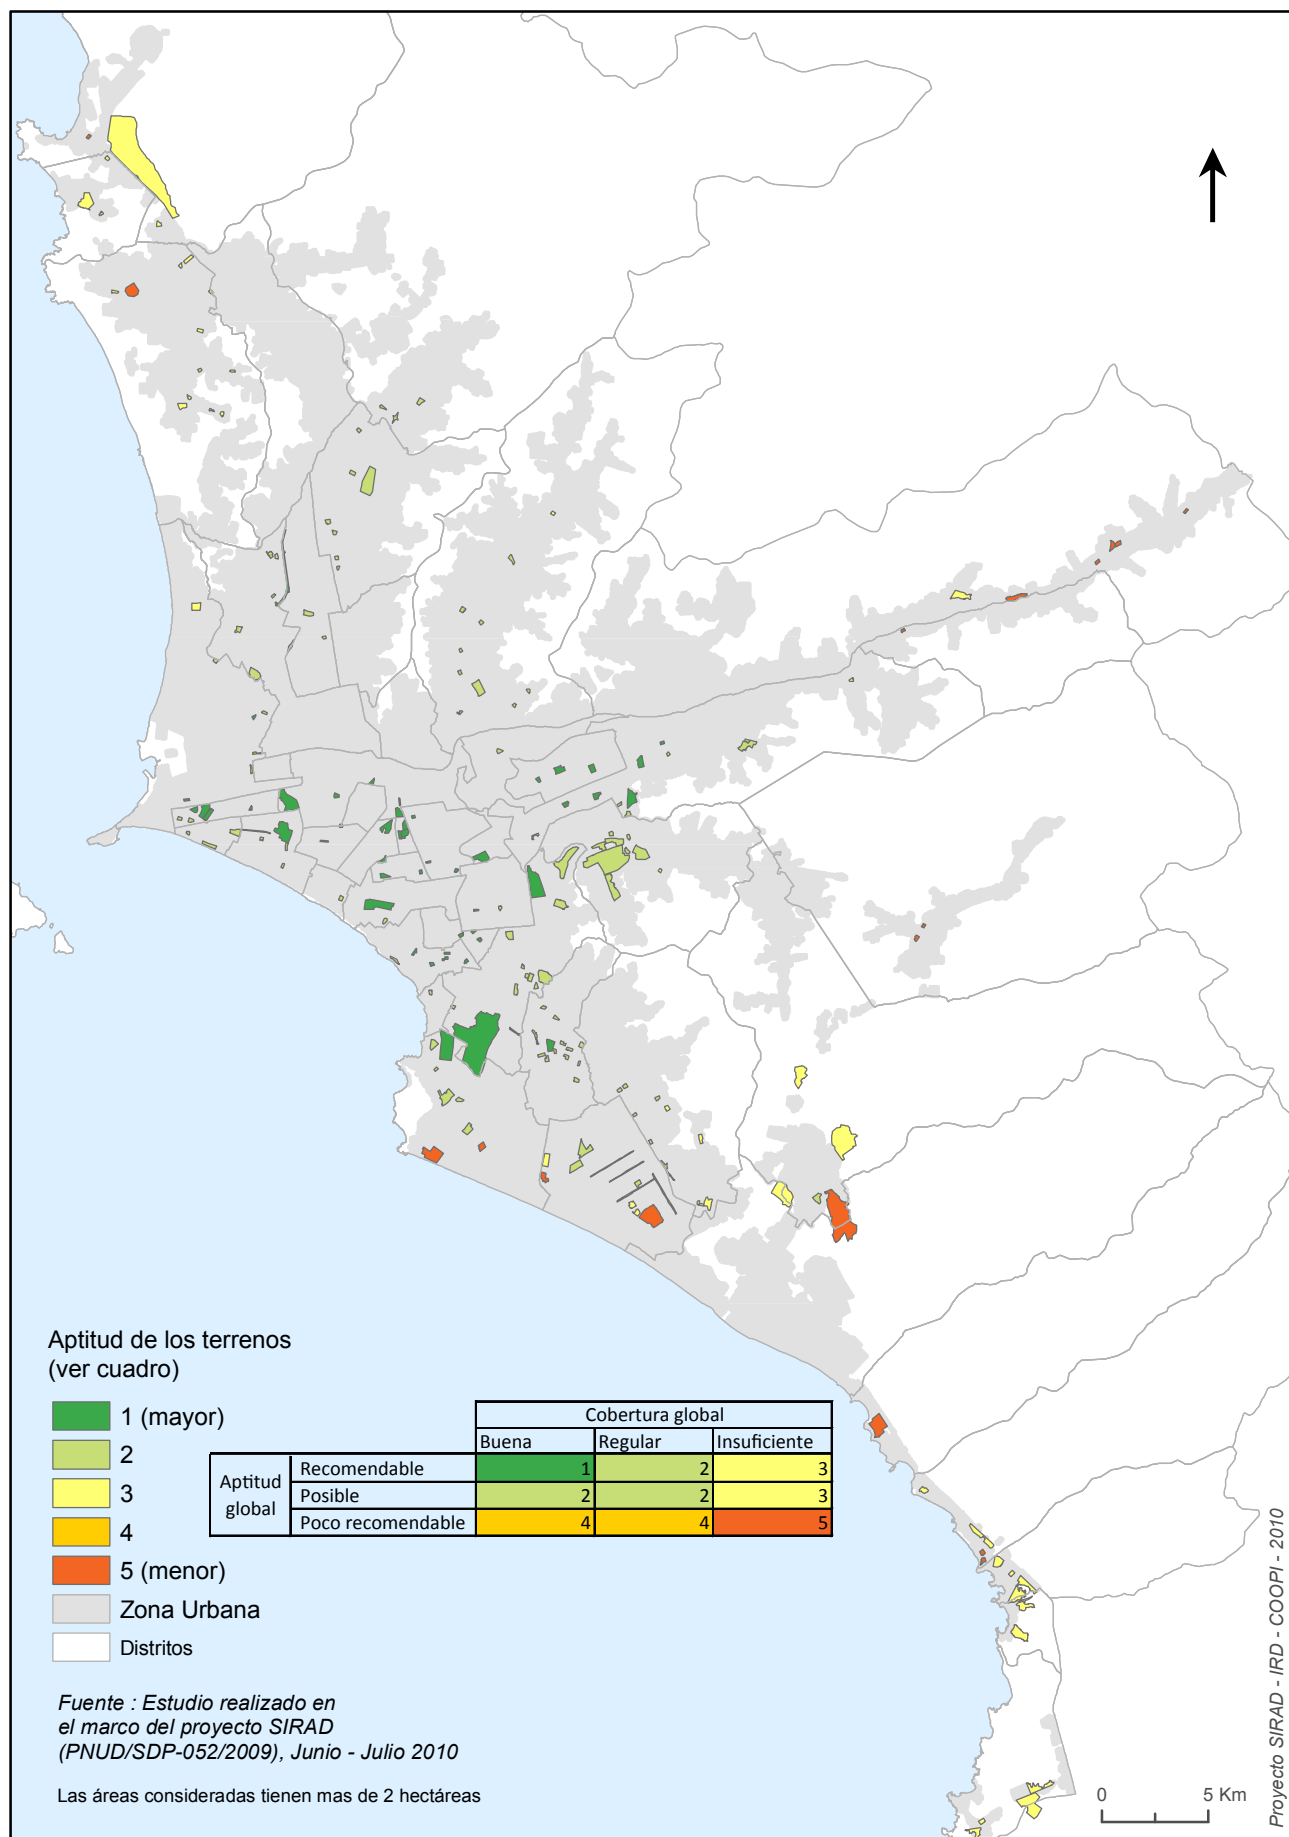 Aptitud de los terrenos
(ver cuadro)
1 (mayor)
2
3
4
5 (menor)
Zona Urbana
Distritos
Cobertura global
Buena Regular Insuficiente
Aptitud global
Recomendable 1 2 3
Posible 2 2 3
Poco recomendable 4 4 5
Fuente : Estudio realizado en
el marco del proyecto SIRAD
(PNUD/SDP-052/2009), Junio - Julio 2010
Las áreas consideradas tienen mas de 2 hectáreas
0 5 Km
Proyecto SIRAD - IRD - COOPI - 2010